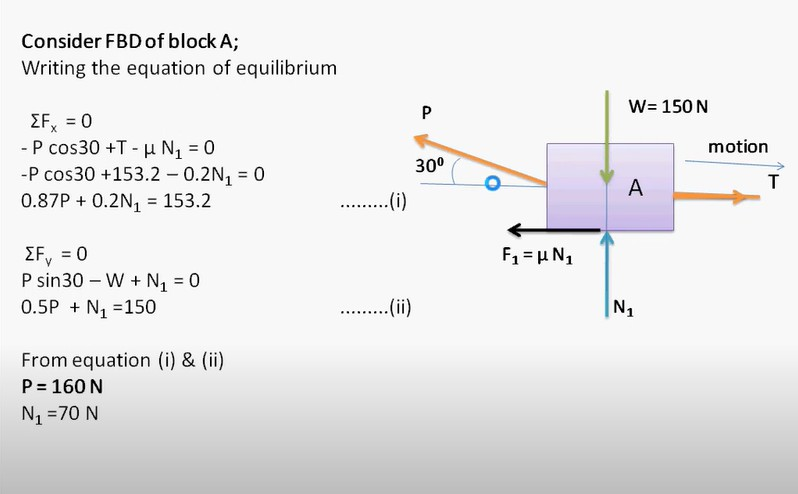 Consider FBD of block A;
Writing the equation of equilibrium
ΣFₓ = 0
- P cos30 +T - μ N₁ = 0
-P cos30 +153.2 – 0.2N₁ = 0
0.87P + 0.2N₁ = 153.2 .........(i)
ΣFᵧ = 0
P sin30 – W + N₁ = 0
0.5P + N₁ =150 .........(ii)
From equation (i) & (ii)
P = 160 N
N₁ =70 N
P
W= 150 N
motion
30⁰
A
T
F₁ = μ N₁
N₁